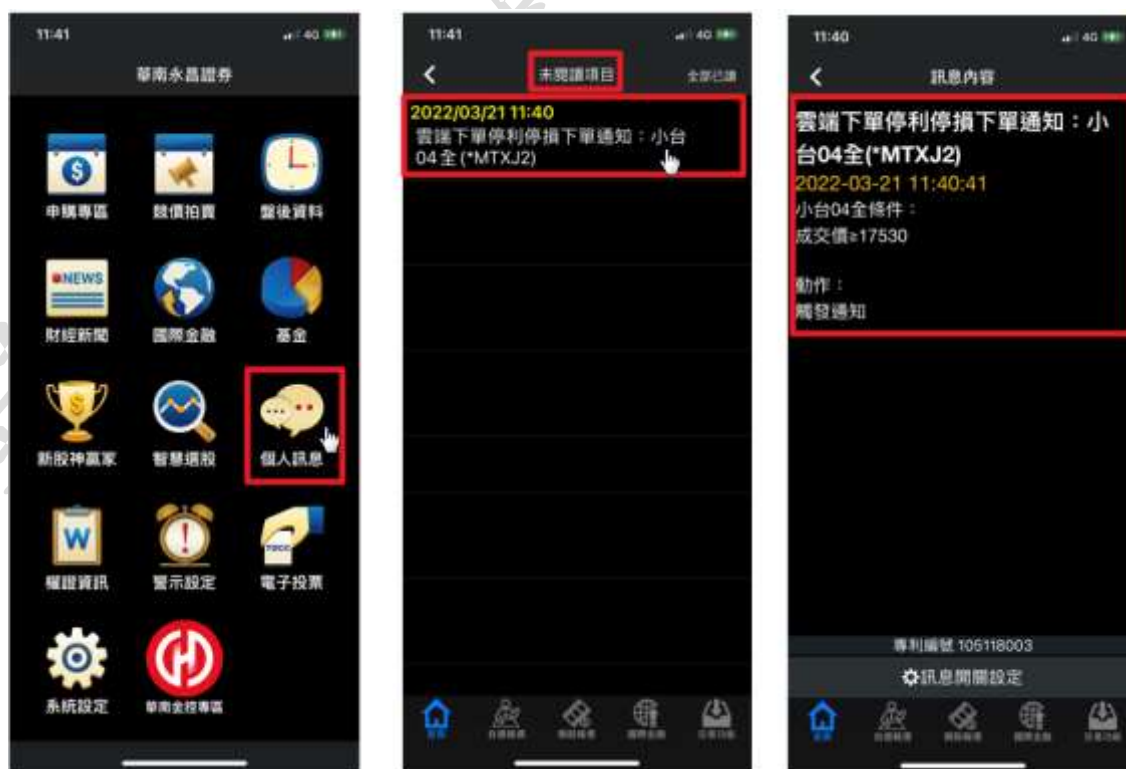 11:41
4G
華南永昌證券
申購專區
競價拍賣
盤後資料
NEWS
財經新聞
國際金融
基金
新股神贏家
智慧選股
個人訊息
W
權證資訊
警示設定
電子投票
系統設定
華南金控專區
11:41
4G
未閱讀項目
全部已讀
2022/03/21 11:40
雲端下單停利停損下單通知：小台
04全(*MTXJ2)
11:40
4G
訊息內容
雲端下單停利停損下單通知：小
台04全(*MTXJ2)
2022-03-21 11:40:41
小台04全條件：
成交價≥17530
動作：
觸發通知
專利編號 105118003
訊息開關設定